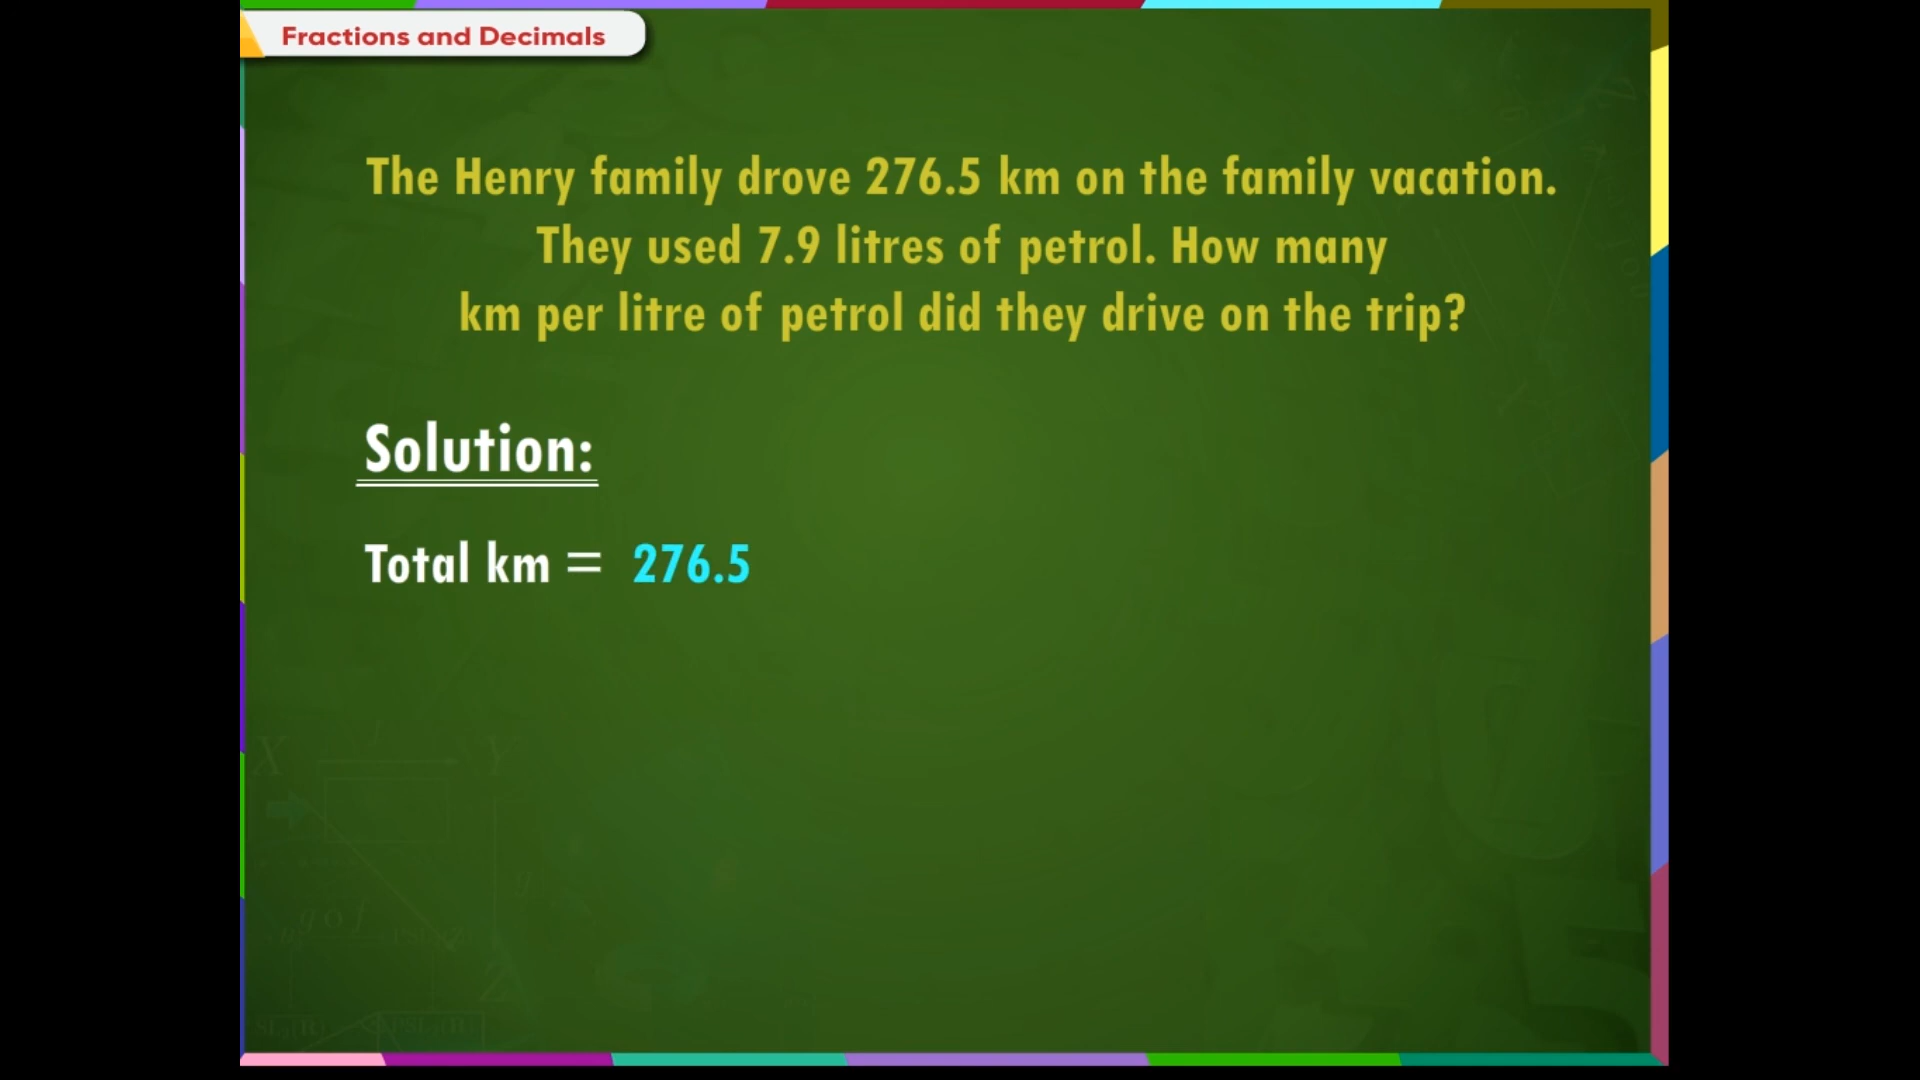 Fractions and Decimals
The Henry family drove 276.5 km on the family vacation.
They used 7.9 litres of petrol. How many
km per litre of petrol did they drive on the trip?
Solution:
Total km = 276.5